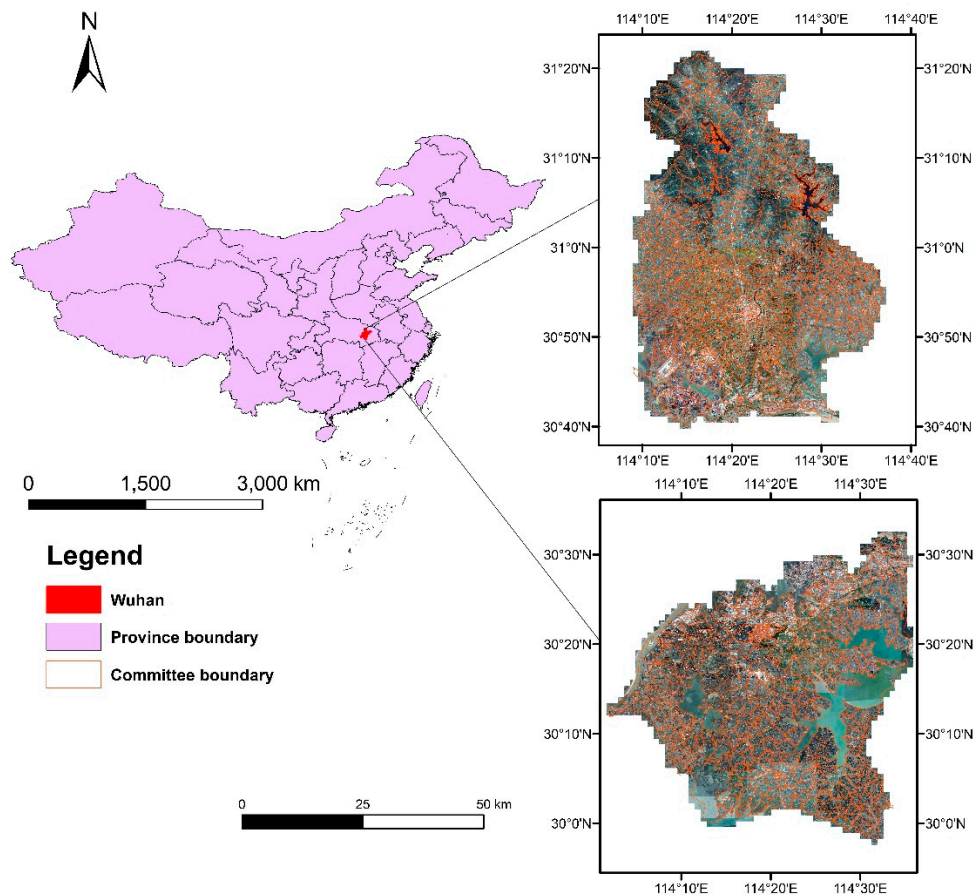 N
0 1,500 3,000 km
Legend
Wuhan
Province boundary
Committee boundary
0 25 50 km
114°10'E 114°20'E 114°30'E 114°40'E
31°20'N 31°20'N
31°10'N 31°10'N
31°0'N 31°0'N
30°50'N 30°50'N
30°40'N 30°40'N
114°10'E 114°20'E 114°30'E 114°40'E
114°10'E 114°20'E 114°30'E
30°30'N 30°30'N
30°20'N 30°20'N
30°10'N 30°10'N
30°0'N 30°0'N
114°10'E 114°20'E 114°30'E